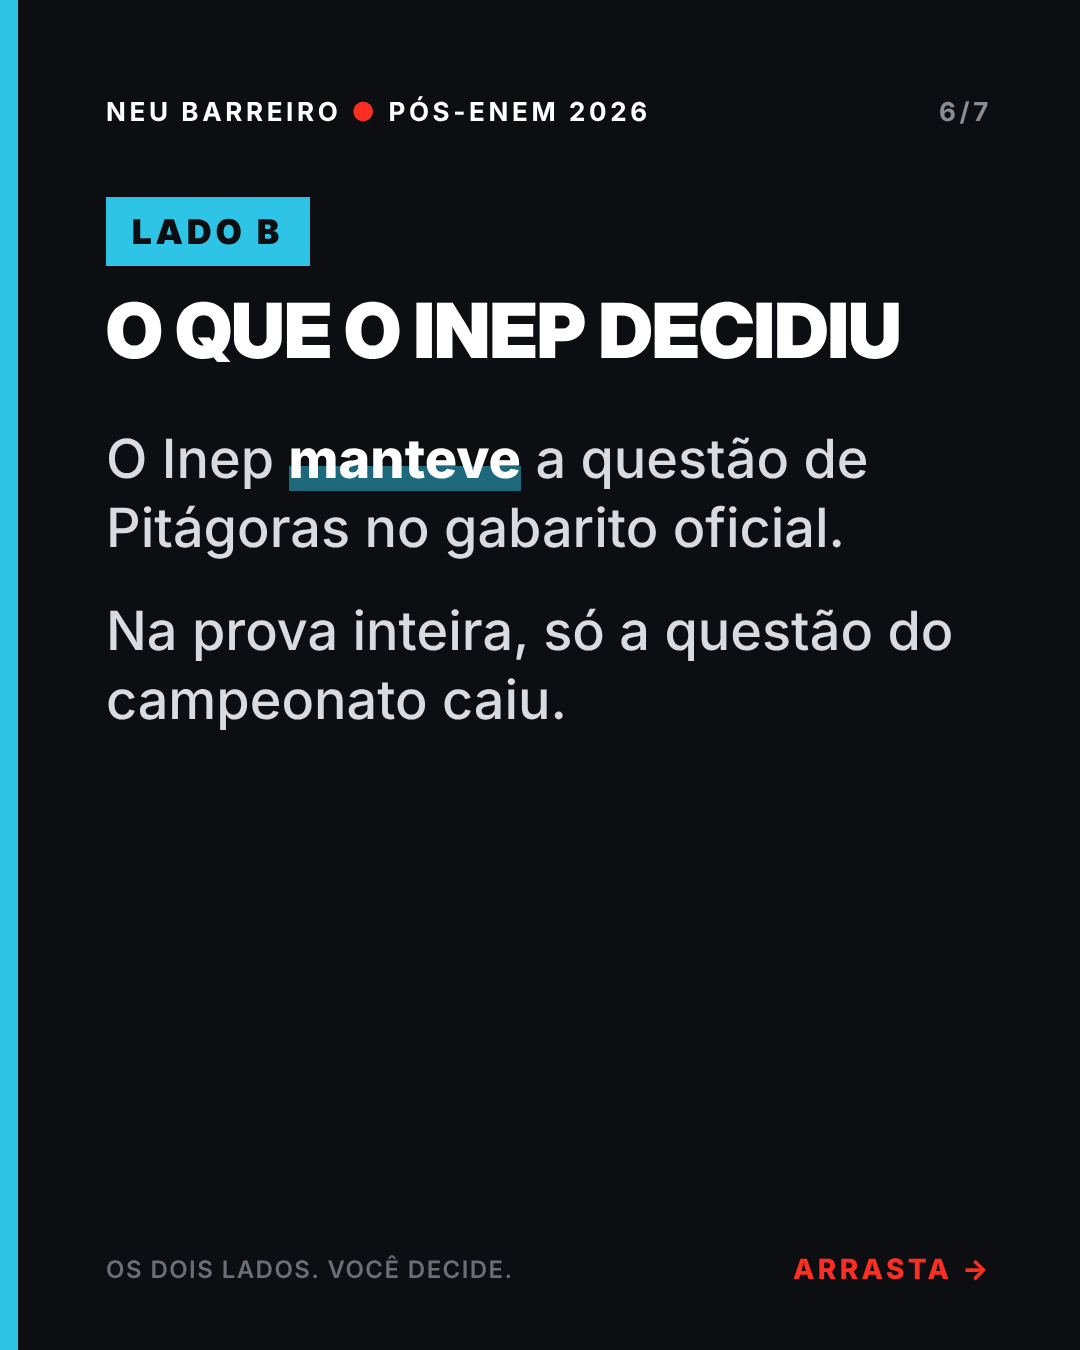 NEU BARREIRO ● PÓS-ENEM 2026
6/7
LADO B
O QUE O INEP DECIDIU
O Inep manteve a questão de
Pitágoras no gabarito oficial.
Na prova inteira, só a questão do
campeonato caiu.
OS DOIS LADOS. VOCÊ DECIDE.
ARRASTA →